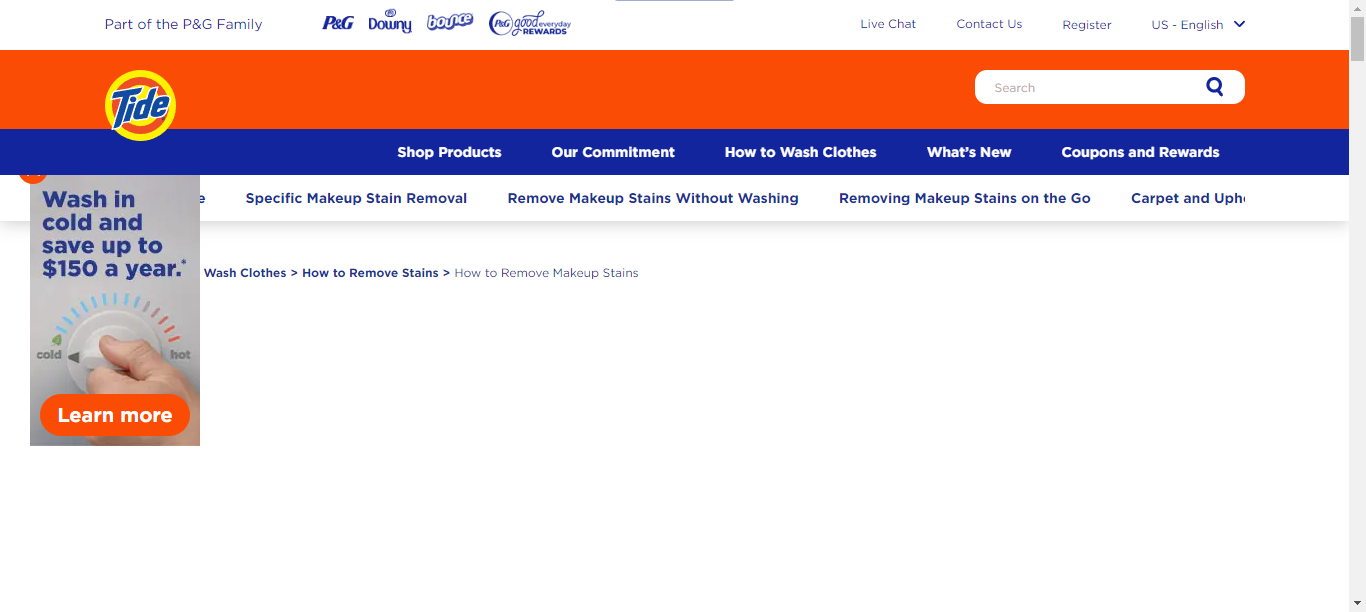 Part of the P&G Family
P&G
Downy
bounce
P&G good everyday
REWARDS
Live Chat
Contact Us
Register
US - English
Tide
Search
Shop Products
Our Commitment
How to Wash Clothes
What's New
Coupons and Rewards
Specific Makeup Stain Removal
Remove Makeup Stains Without Washing
Removing Makeup Stains on the Go
Carpet and Uph
Wash in
cold and
save up to
$150 a year.*
cold
hot
Learn more
Wash Clothes > How to Remove Stains > How to Remove Makeup Stains